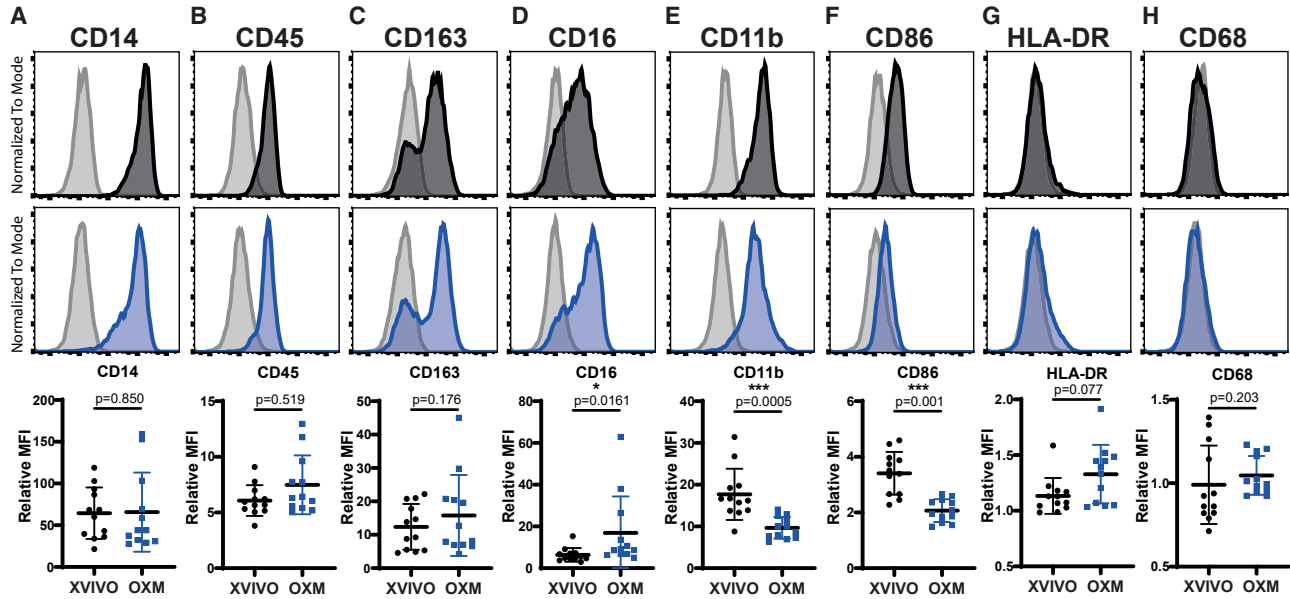 A B C D E F G H
CD14 CD45 CD163 CD16 CD11b CD86 HLA-DR CD68
Normalized To Mode
Normalized To Mode
CD14
p=0.850
Relative MFI
200
150
100
50
0
XVIVO OXM
CD45
p=0.519
Relative MFI
15
10
5
0
XVIVO OXM
CD163
p=0.176
Relative MFI
50
40
30
20
10
0
XVIVO OXM
CD16
*
p=0.0161
Relative MFI
80
60
40
20
0
XVIVO OXM
CD11b
***
p=0.0005
Relative MFI
40
30
20
10
0
XVIVO OXM
CD86
***
p=0.001
Relative MFI
6
4
2
0
XVIVO OXM
HLA-DR
p=0.077
Relative MFI
2.0
1.5
1.0
0.5
XVIVO OXM
CD68
p=0.203
Relative MFI
1.5
1.0
0.5
XVIVO OXM